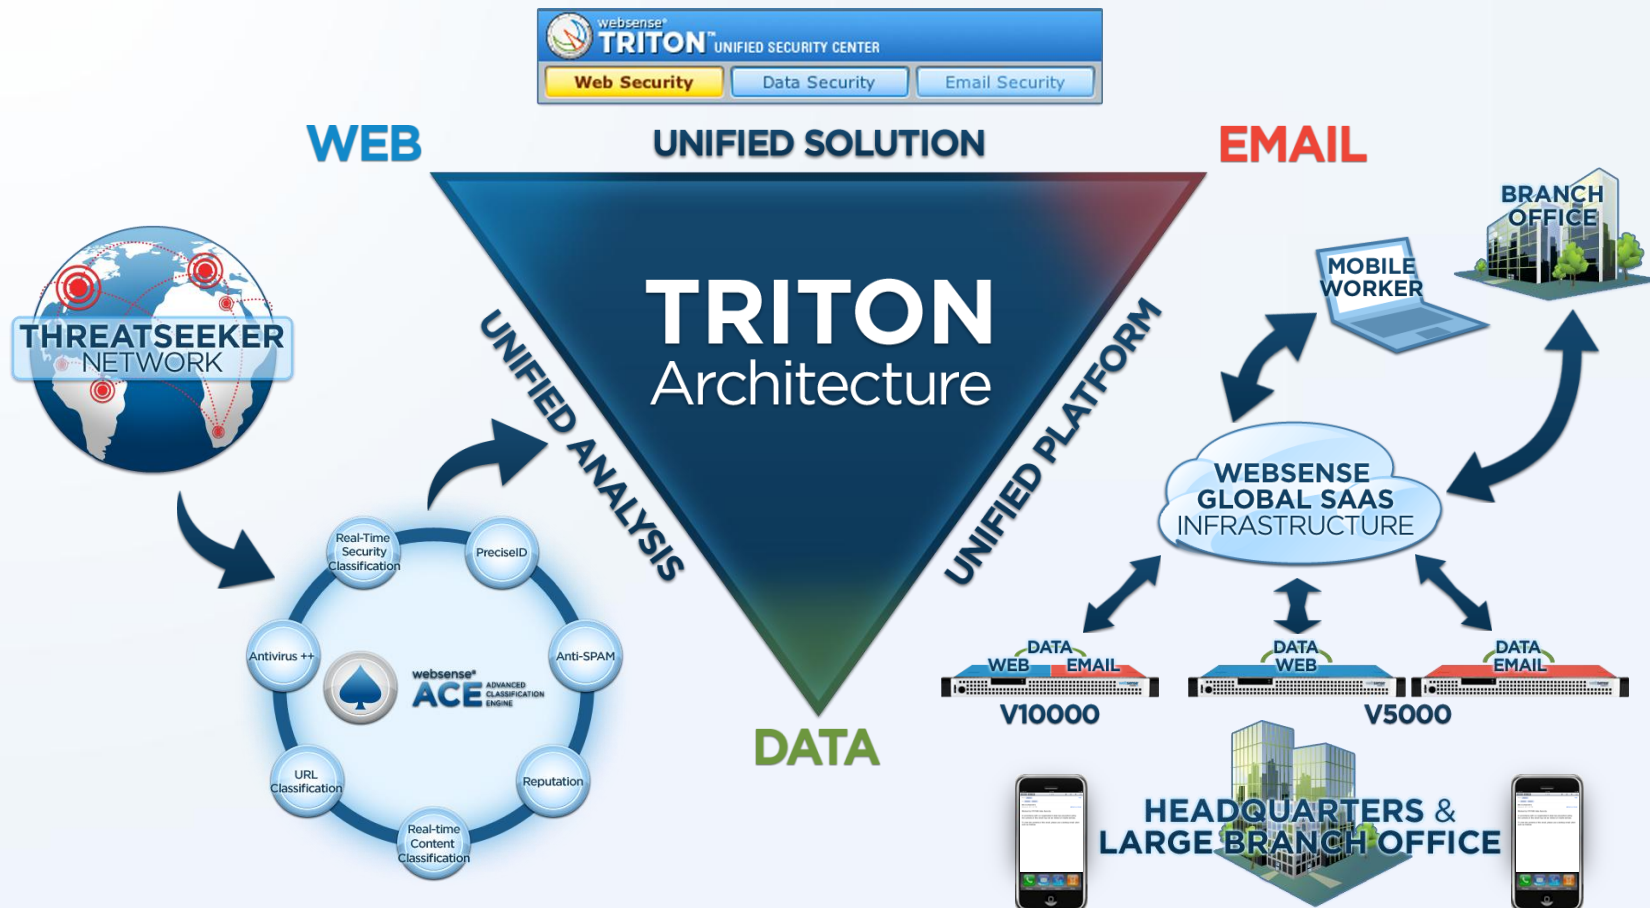 websense®
TRITON™ UNIFIED SECURITY CENTER
Web Security
Data Security
Email Security
WEB
UNIFIED SOLUTION
EMAIL
BRANCH
OFFICE
MOBILE
WORKER
THREATSEEKER
NETWORK
TRITON
Architecture
UNIFIED ANALYSIS
UNIFIED PLATFORM
WEBSENSE
GLOBAL SAAS
INFRASTRUCTURE
Real-Time
Security
Classification
PreciseID
Antivirus ++
Anti-SPAM
websense®
ACE ADVANCED
CLASSIFICATION
ENGINE
URL
Classification
Reputation
Real-time
Content
Classification
DATA
DATA
WEB EMAIL
V10000
DATA
WEB
DATA
EMAIL
V5000
HEADQUARTERS &
LARGE BRANCH OFFICE